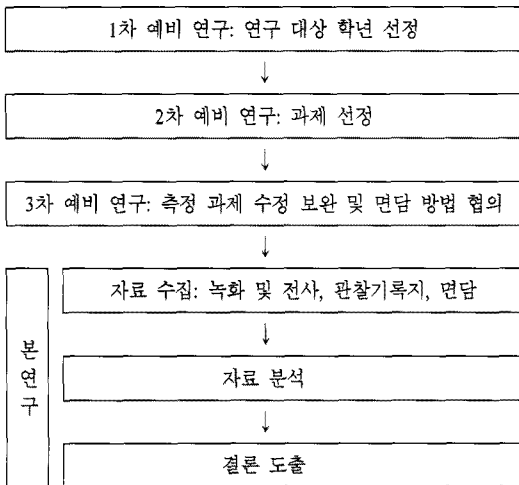 1차 예비 연구: 연구 대상 학년 선정
↓
2차 예비 연구: 과제 선정
↓
3차 예비 연구: 측정 과제 수정 보완 및 면담 방법 협의
↓
본연구
자료 수집: 녹화 및 전사, 관찰기록지, 면담
↓
자료 분석
↓
결론 도출